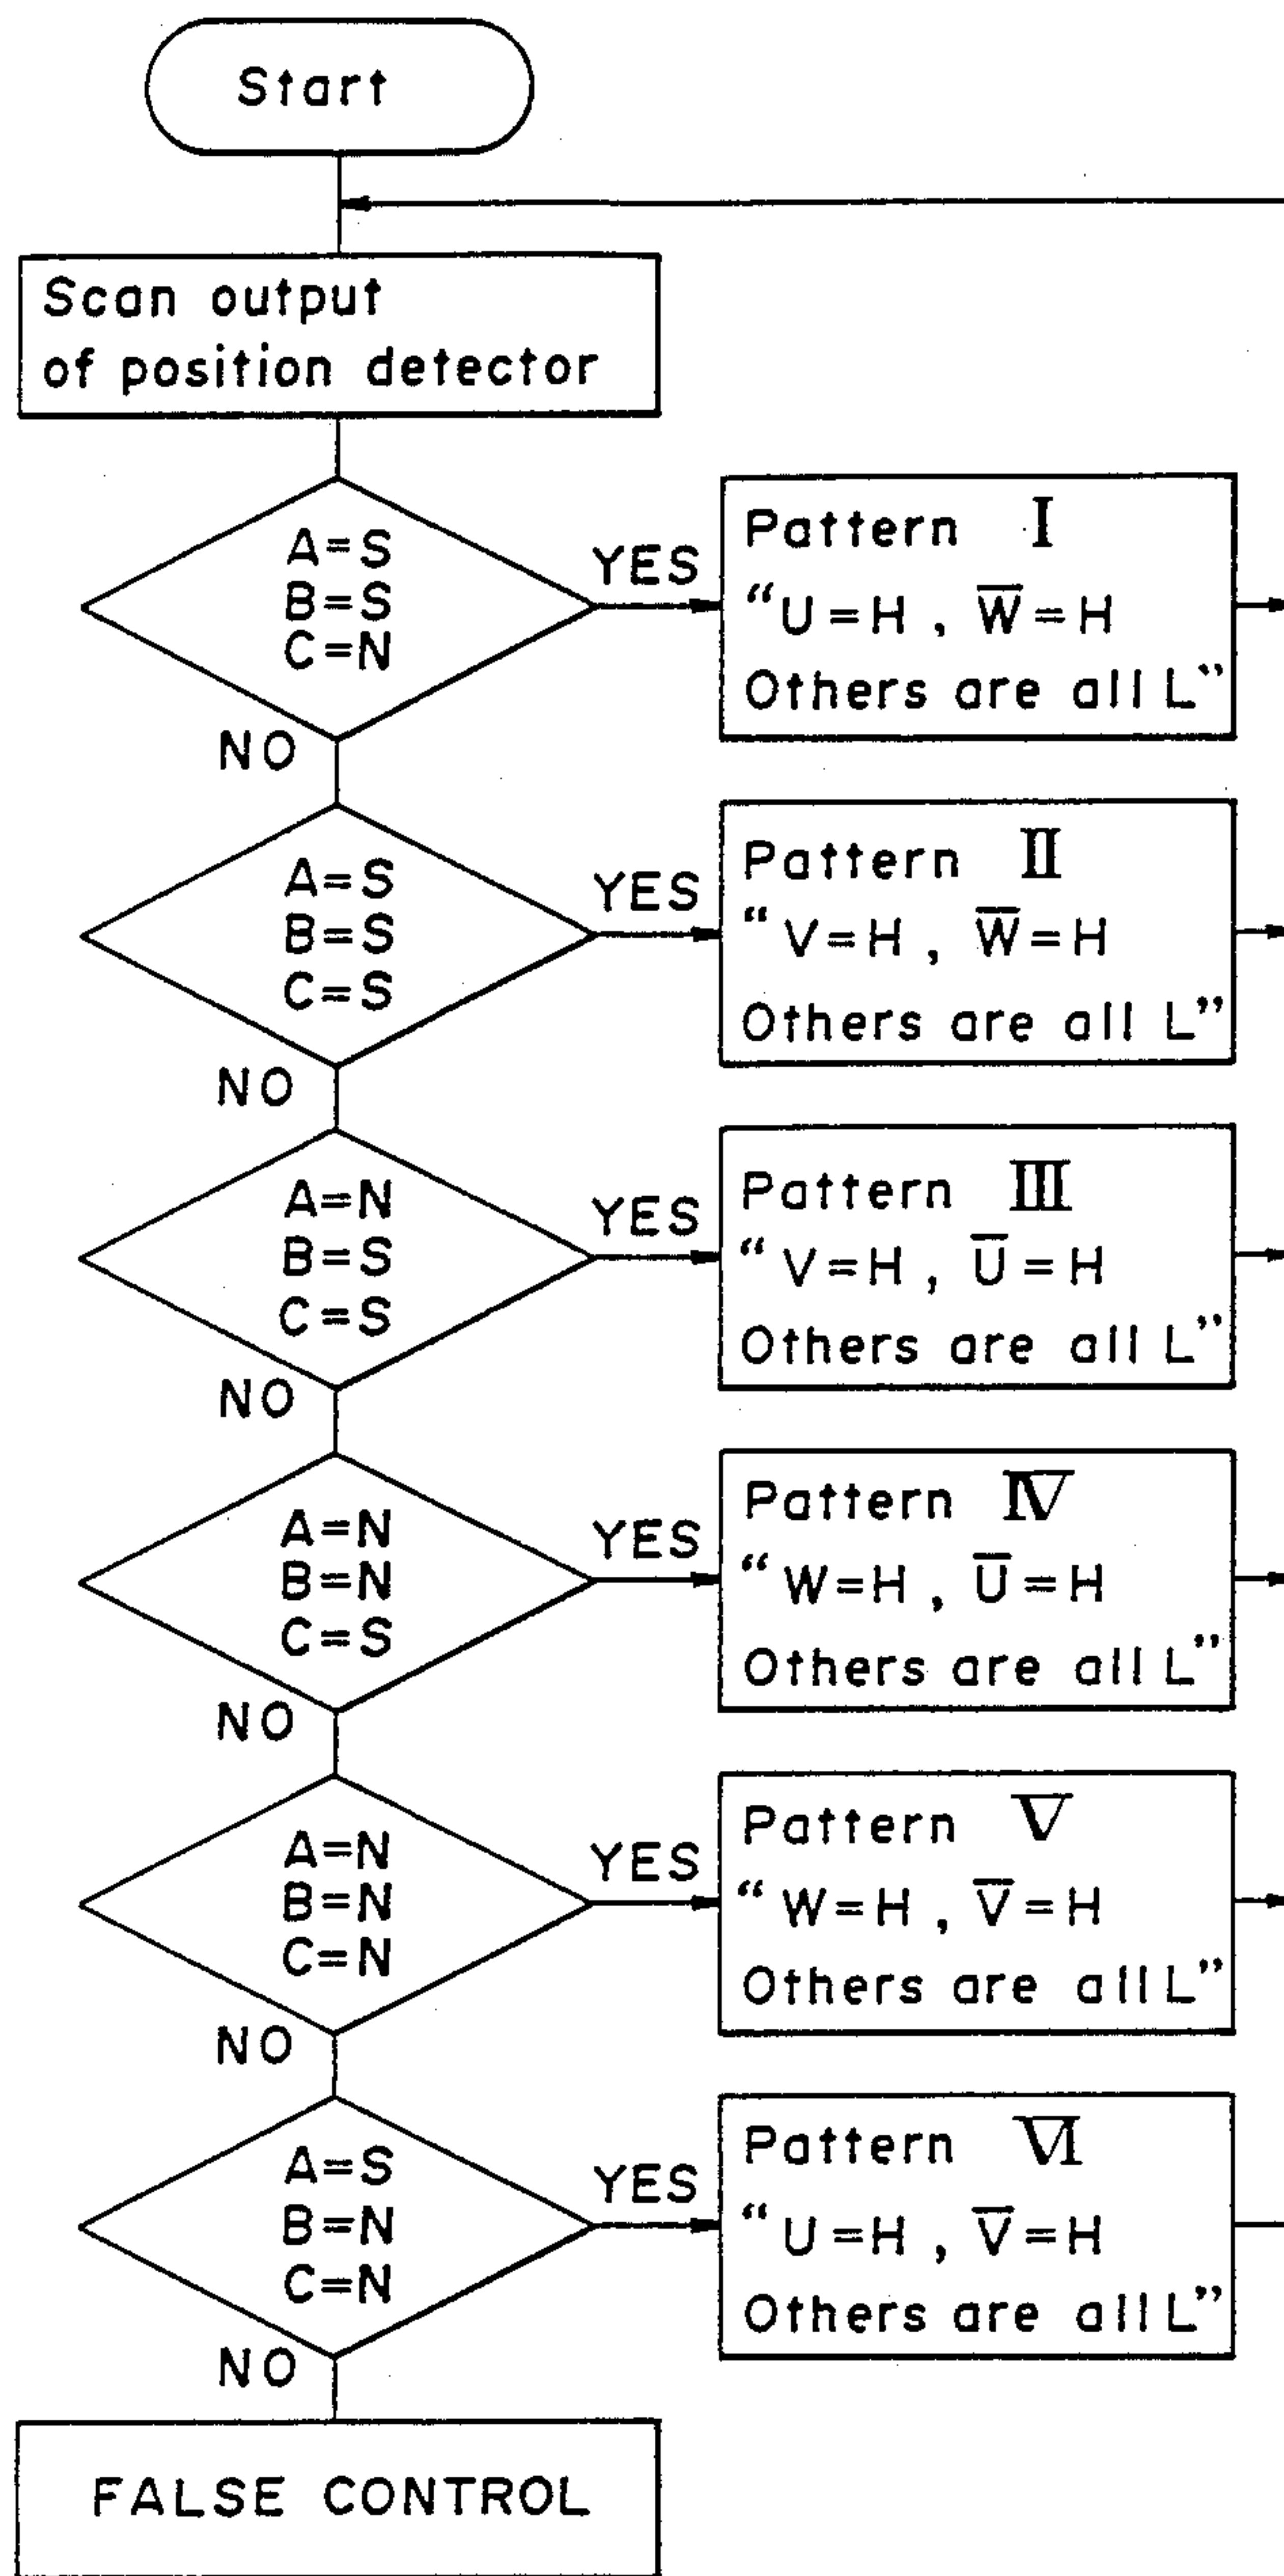 Start
Scan output
of position detector
A=S
B=S
C=N
YES
NO
Pattern I
“U=H, W̅=H
Others are all L”
A=S
B=S
C=S
YES
NO
Pattern II
“V=H, W̅=H
Others are all L”
A=N
B=S
C=S
YES
NO
Pattern III
“V=H, U̅=H
Others are all L”
A=N
B=N
C=S
YES
NO
Pattern IV
“W=H, U̅=H
Others are all L”
A=N
B=N
C=N
YES
NO
Pattern V
“W=H, V̅=H
Others are all L”
A=S
B=N
C=N
YES
NO
Pattern VI
“U=H, V̅=H
Others are all L”
FALSE CONTROL